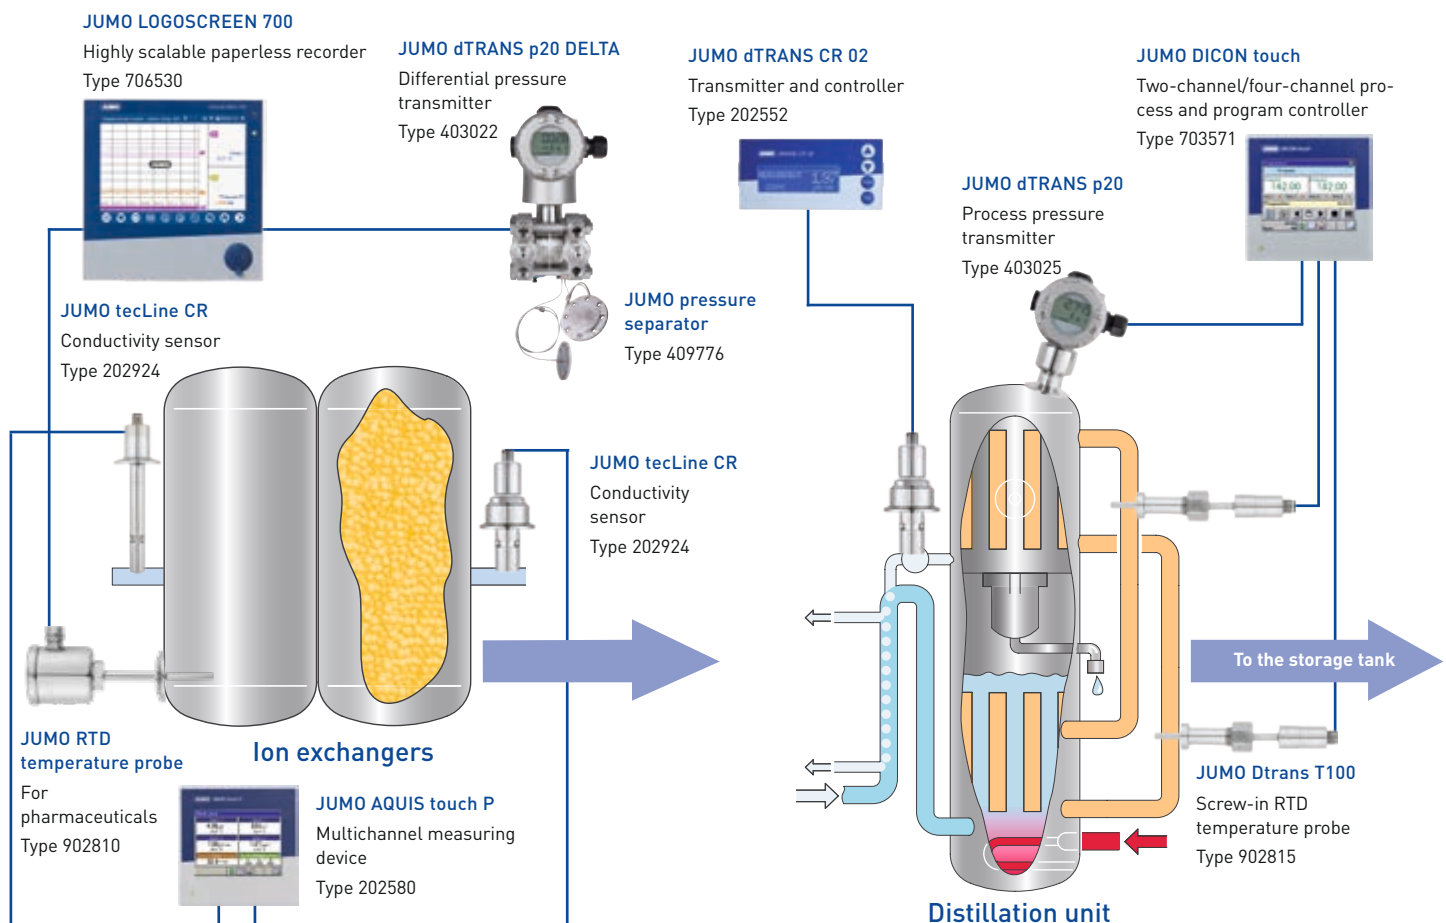 JUMO LOGOSCREEN 700
Highly scalable paperless recorder
Type 706530
JUMO dTRANS p20 DELTA
Differential pressure
transmitter
Type 403022
JUMO dTRANS CR 02
Transmitter and controller
Type 202552
JUMO DICON touch
Two-channel/four-channel pro-
cess and program controller
Type 703571
JUMO dTRANS p20
Process pressure
transmitter
Type 403025
JUMO tecLine CR
Conductivity sensor
Type 202924
JUMO pressure
separator
Type 409776
JUMO tecLine CR
Conductivity
sensor
Type 202924
To the storage tank
JUMO RTD
temperature probe
For
pharmaceuticals
Type 902810
Ion exchangers
JUMO AQUIS touch P
Multichannel measuring
device
Type 202580
JUMO Dtrans T100
Screw-in RTD
temperature probe
Type 902815
Distillation unit